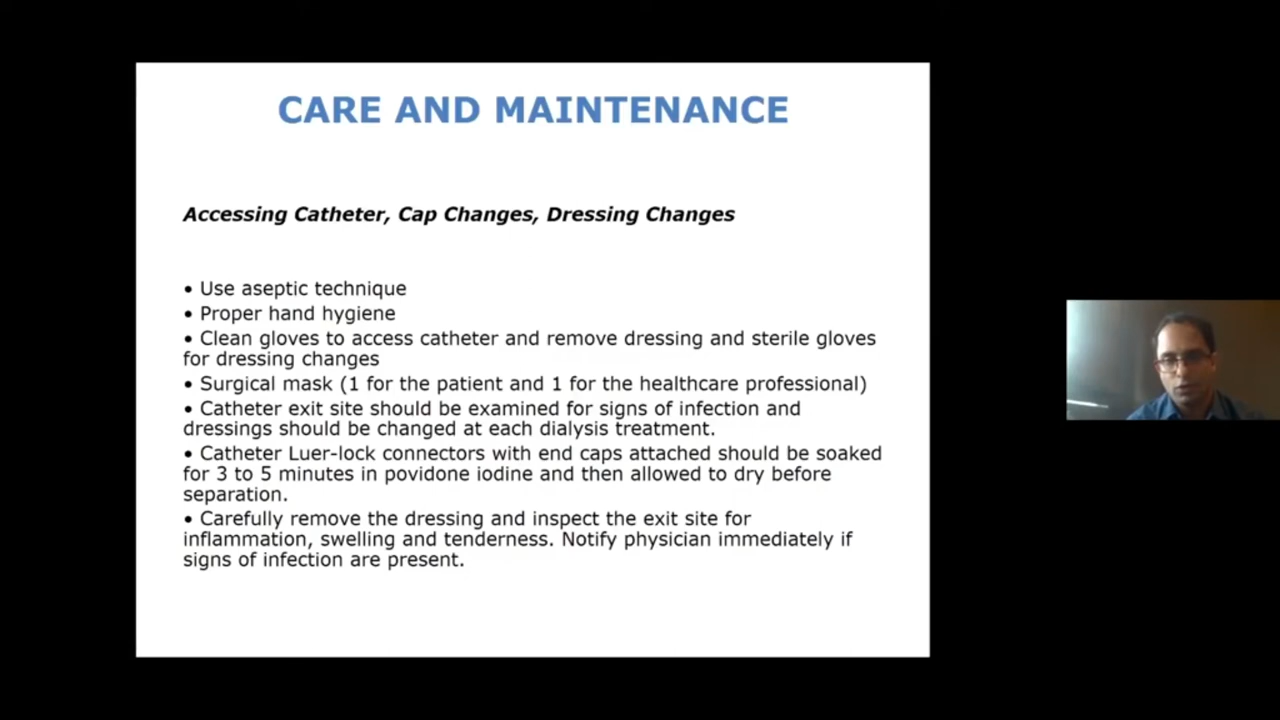 CARE AND MAINTENANCE
Accessing Catheter, Cap Changes, Dressing Changes
• Use aseptic technique
• Proper hand hygiene
• Clean gloves to access catheter and remove dressing and sterile gloves
for dressing changes
• Surgical mask (1 for the patient and 1 for the healthcare professional)
• Catheter exit site should be examined for signs of infection and
dressings should be changed at each dialysis treatment.
• Catheter Luer-lock connectors with end caps attached should be soaked
for 3 to 5 minutes in povidone iodine and then allowed to dry before
separation.
• Carefully remove the dressing and inspect the exit site for
inflammation, swelling and tenderness. Notify physician immediately if
signs of infection are present.